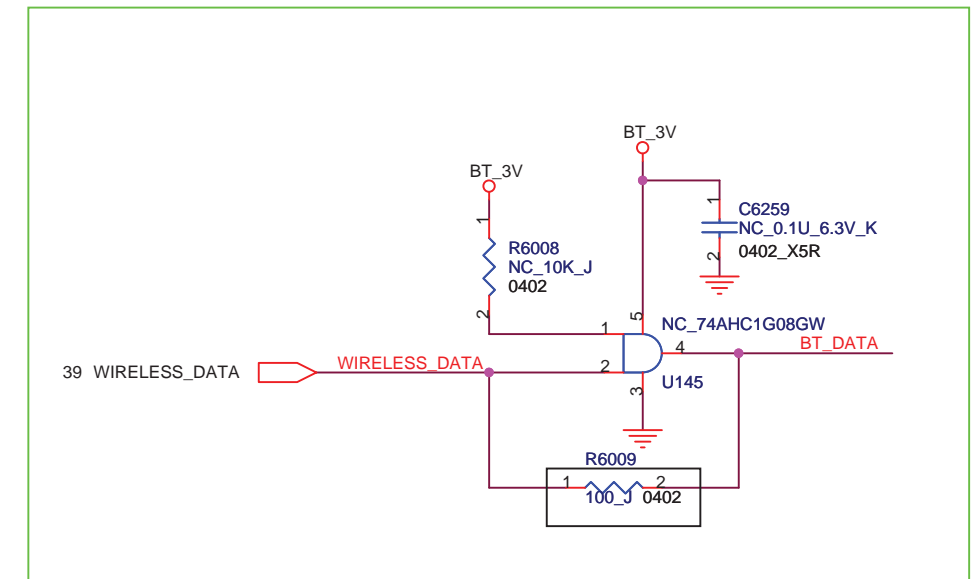 BT_3V
BT_3V
1
1
C6259
NC_0.1U_6.3V_K
0402_X5R
2
R6008
NC_10K_J
0402
2
5
NC_74AHC1G08GW
1
4
BT_DATA
39 WIRELESS_DATA
WIRELESS_DATA
2
U145
3
R6009
1
2
100_J 0402